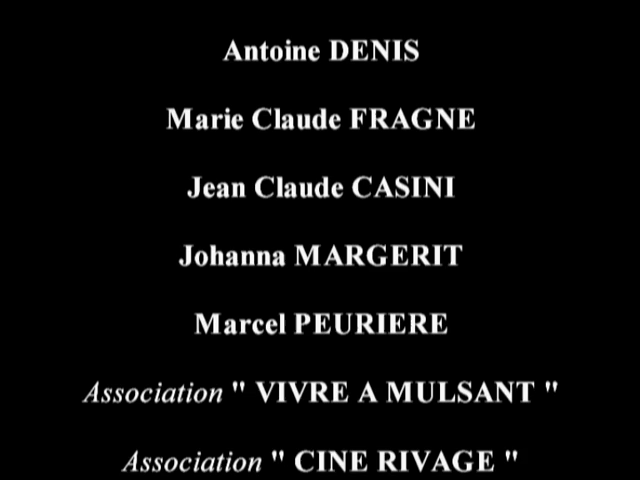 Antoine DENIS
Marie Claude FRAGNE
Jean Claude CASINI
Johanna MARGERIT
Marcel PEURIERE
Association " VIVRE A MULSANT "
Association " CINE RIVAGE "